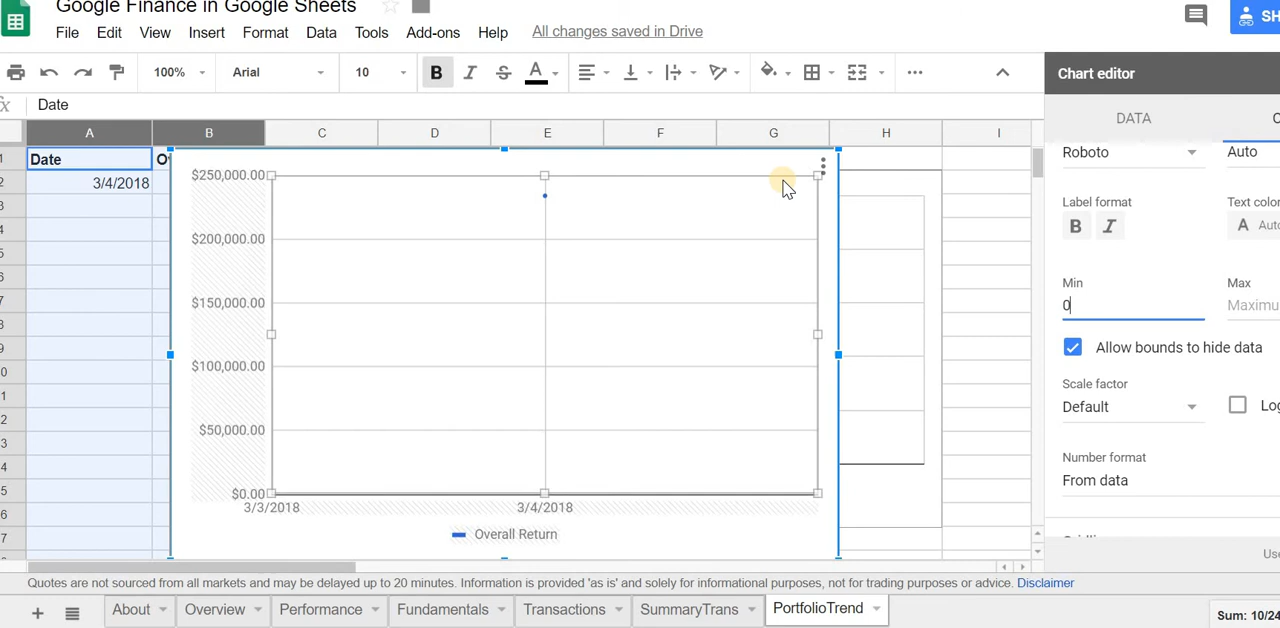 Google Finance in Google Sheets
File Edit View Insert Format Data Tools Add-ons Help All changes saved in Drive
100% Arial 10 B I S A
Chart editor
Date
DATA
A B C D E F G H I
Roboto Auto
1 Date
2 3/4/2018
Label format
B I
A
Min Max
0
Allow bounds to hide data
Scale factor
Default
Number format
From data
$250,000.00
$200,000.00
$150,000.00
$100,000.00
$50,000.00
$0.00
3/3/2018 3/4/2018
Overall Return
Quotes are not sourced from all markets and may be delayed up to 20 minutes. Information is provided 'as is' and solely for informational purposes, not for trading purposes or advice. Disclaimer
About Overview Performance Fundamentals Transactions SummaryTrans PortfolioTrend
Sum: 10/24